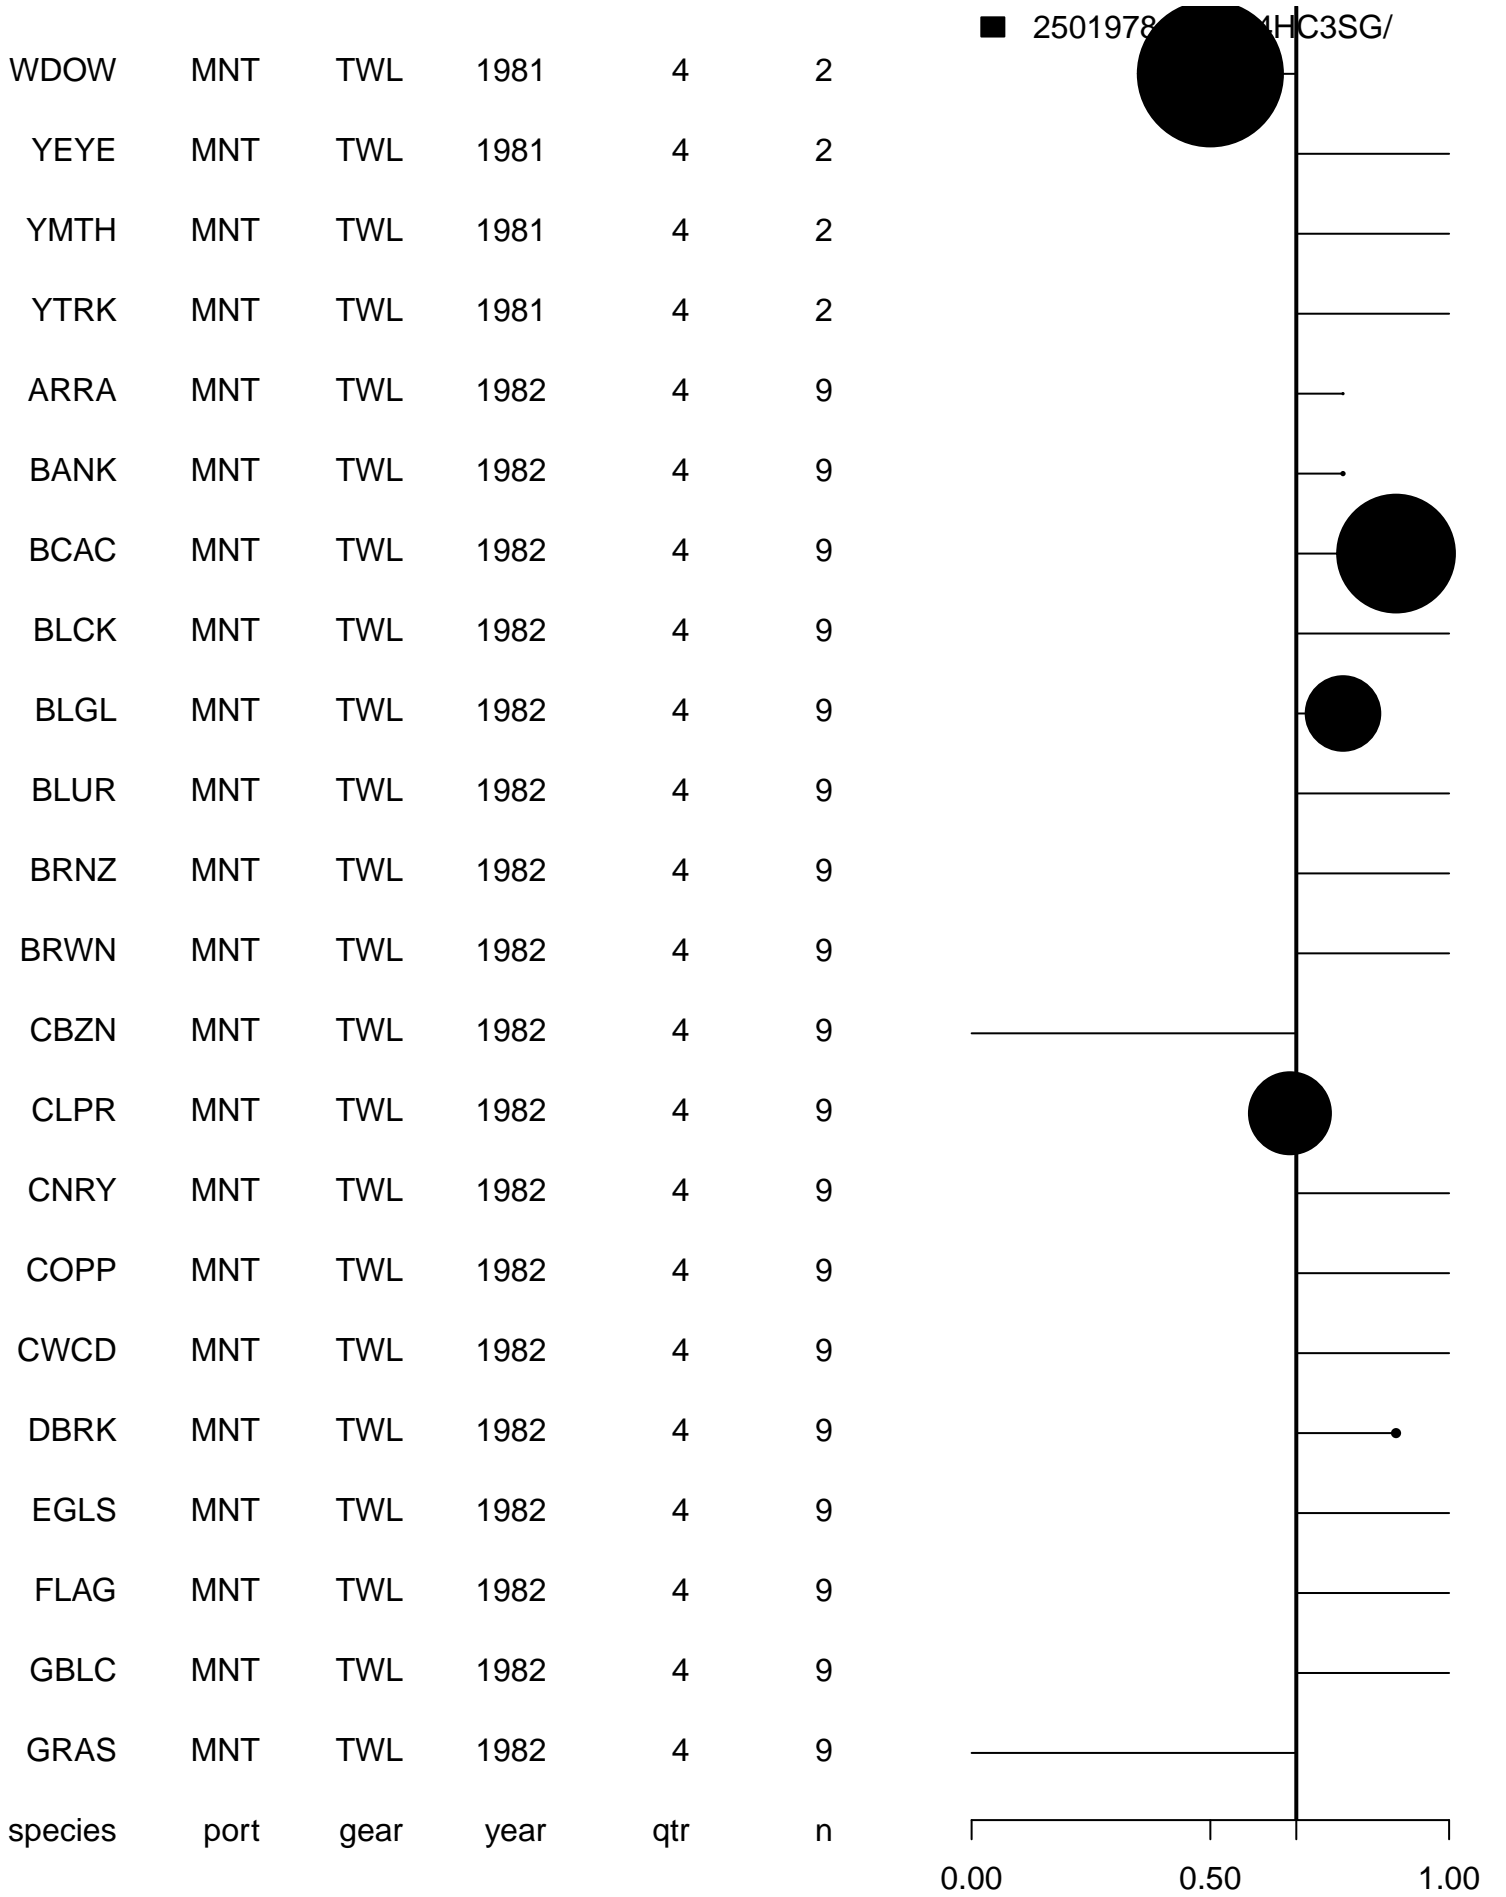 2501978 4HC3SG/
WDOW MNT TWL 1981 4 2
YEYE MNT TWL 1981 4 2
YMTH MNT TWL 1981 4 2
YTRK MNT TWL 1981 4 2
ARRA MNT TWL 1982 4 9
BANK MNT TWL 1982 4 9
BCAC MNT TWL 1982 4 9
BLCK MNT TWL 1982 4 9
BLGL MNT TWL 1982 4 9
BLUR MNT TWL 1982 4 9
BRNZ MNT TWL 1982 4 9
BRWN MNT TWL 1982 4 9
CBZN MNT TWL 1982 4 9
CLPR MNT TWL 1982 4 9
CNRY MNT TWL 1982 4 9
COPP MNT TWL 1982 4 9
CWCD MNT TWL 1982 4 9
DBRK MNT TWL 1982 4 9
EGLS MNT TWL 1982 4 9
FLAG MNT TWL 1982 4 9
GBLC MNT TWL 1982 4 9
GRAS MNT TWL 1982 4 9
species port gear year qtr n
0.00 0.50 1.00